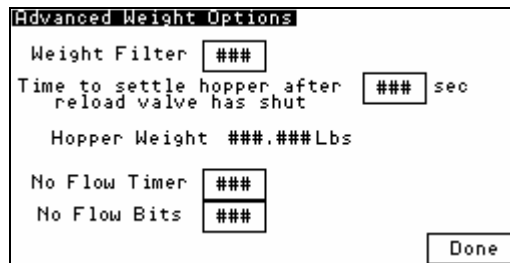 Advanced Weight Options
Weight Filter ###
Time to settle hopper after ### sec
reload valve has shut
Hopper Weight ###.###Lbs
No Flow Timer ###
No Flow Bits ###
Done